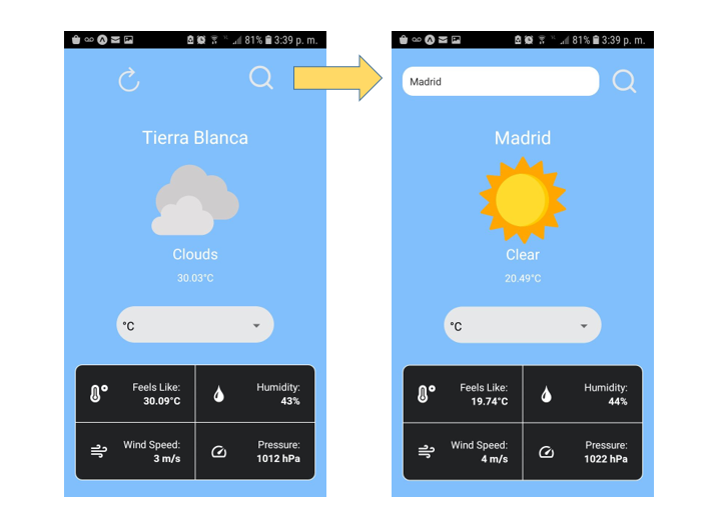 81% 3:39 p. m.
Tierra Blanca
Clouds
30.03°C
°C
Feels Like:
30.09°C
Humidity:
43%
Wind Speed:
3 m/s
Pressure:
1012 hPa
81% 3:39 p. m.
Madrid
Madrid
Clear
20.49°C
°C
Feels Like:
19.74°C
Humidity:
44%
Wind Speed:
4 m/s
Pressure:
1022 hPa